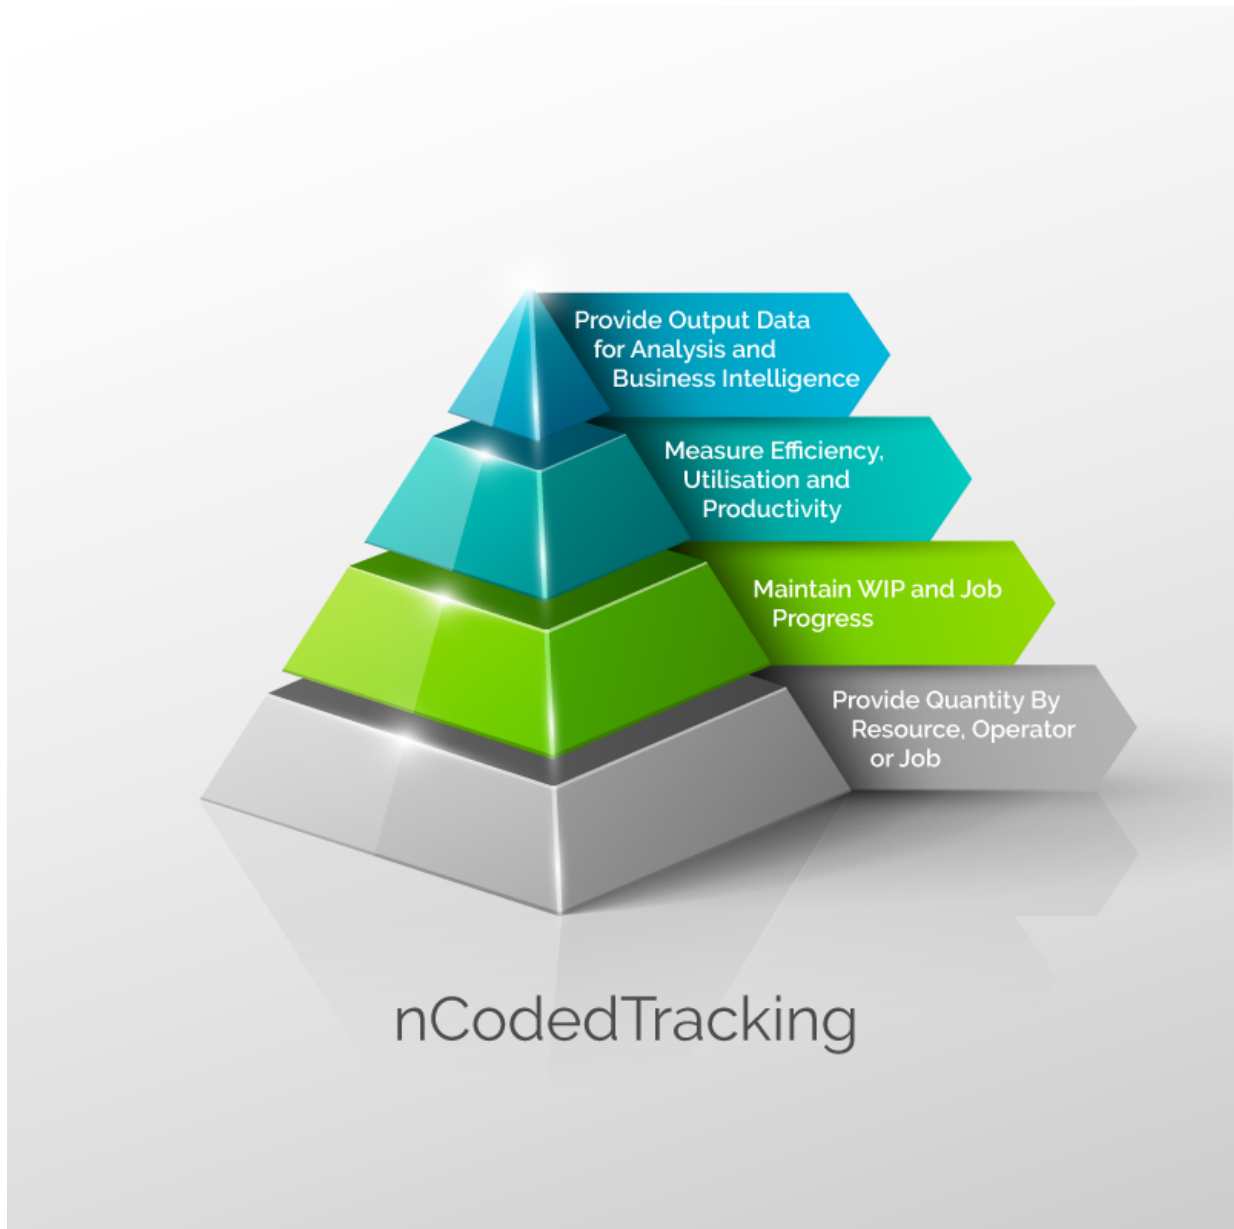 Provide Output Data
for Analysis and
Business Intelligence
Measure Efficiency,
Utilisation and
Productivity
Maintain WIP and Job
Progress
Provide Quantity By
Resource, Operator
or Job
nCodedTracking